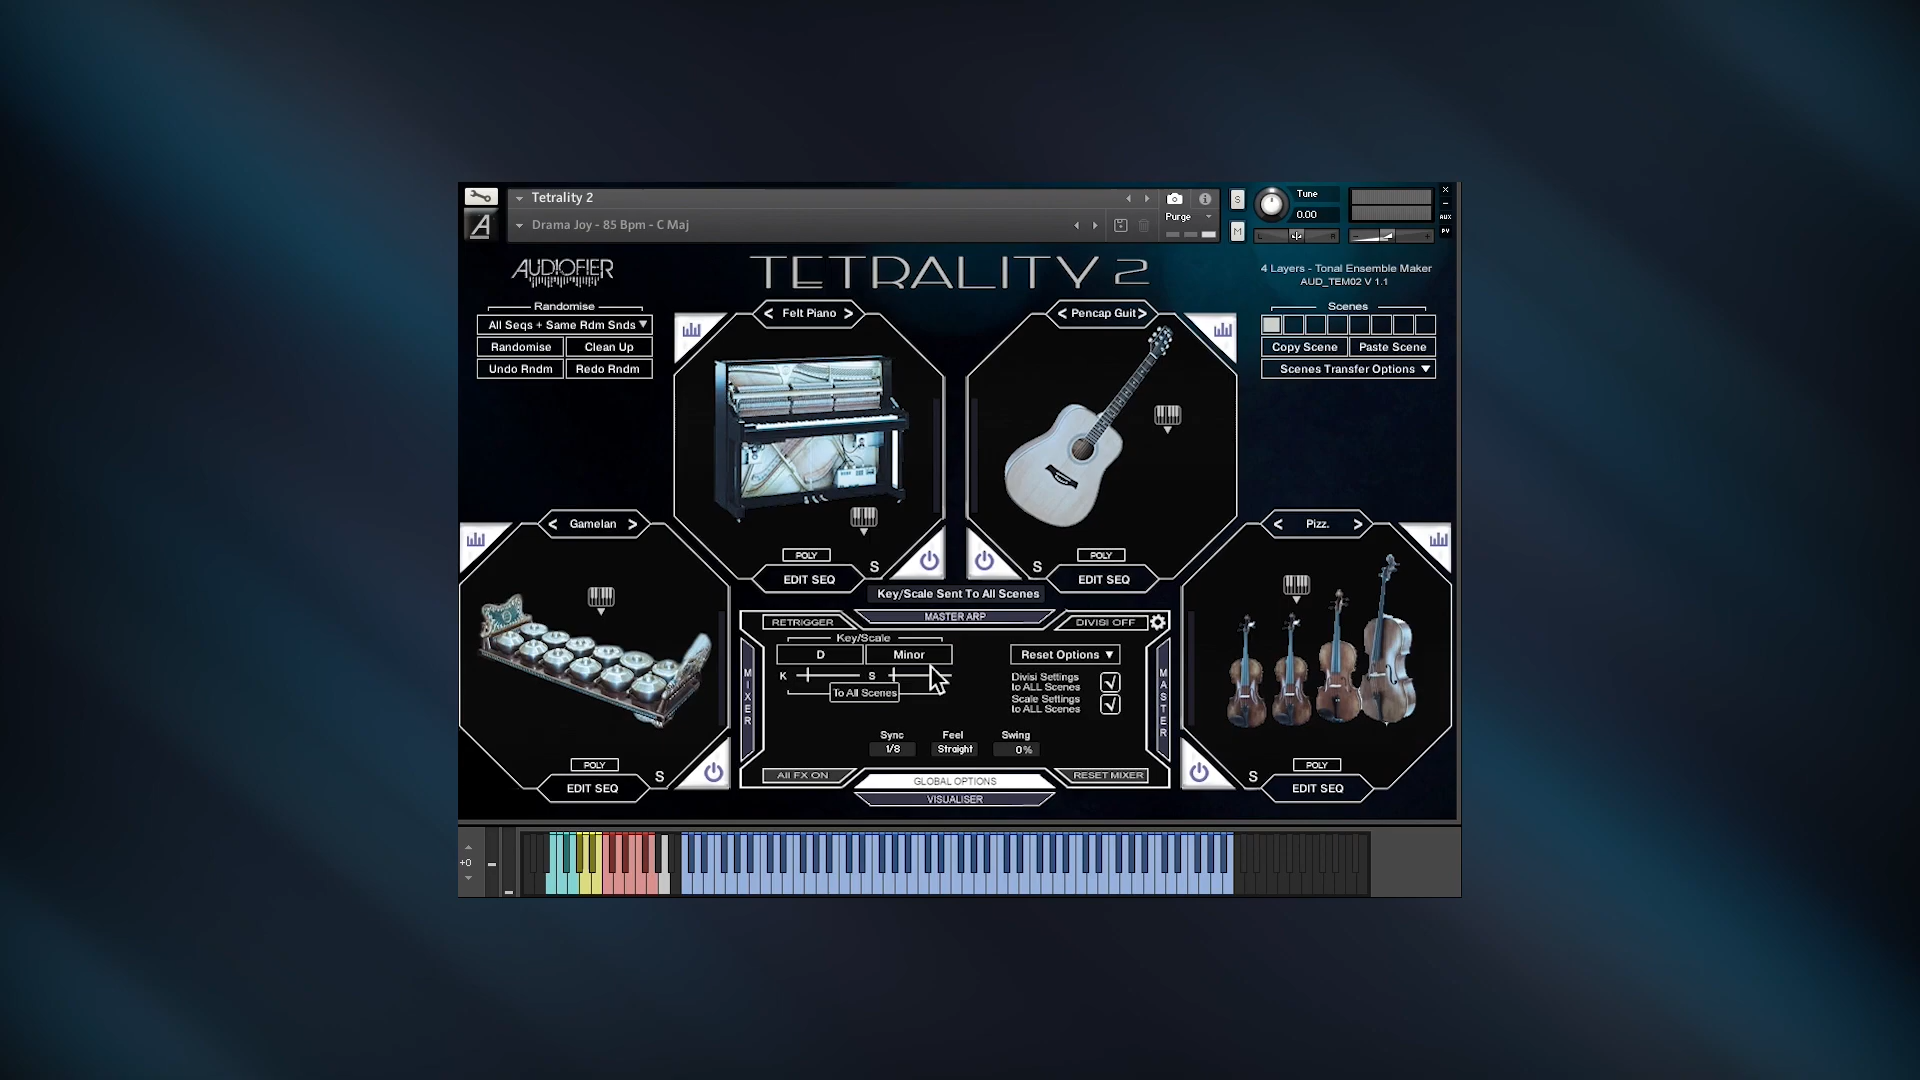 Tetrality 2
Drama Joy - 85 Bpm - C Maj
Purge
S
M
Tune
0.00
L
R
AUX
PV
AUDIOFIER
TETRALITY 2
4 Layers - Tonal Ensemble Maker
AUD_TEM02 V 1.1
Randomise
All Seqs + Same Rdm Snds
Randomise
Clean Up
Undo Rndm
Redo Rndm
Scenes
Copy Scene
Paste Scene
Scenes Transfer Options
< Felt Piano >
POLY
EDIT SEQ
S
< Pencap Guit >
POLY
EDIT SEQ
S
< Gamelan >
POLY
EDIT SEQ
S
< Pizz. >
POLY
EDIT SEQ
S
Key/Scale Sent To All Scenes
MASTER ARP
RETRIGGER
DIVISI OFF
Key/Scale
D
Minor
K
S
To All Scenes
Reset Options
Divisi Settings
to ALL Scenes
Scale Settings
to ALL Scenes
MIXER
MASTER
Sync
Feel
Swing
1/8
Straight
0%
All FX ON
GLOBAL OPTIONS
RESET MIXER
VISUALISER
+0